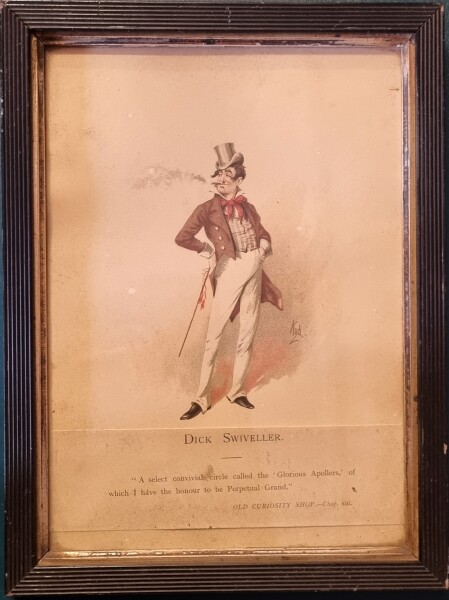 Kyd
DICK SWIVELLER.
"A select convivial circle called the 'Glorious Apollers,' of
which I have the honour to be Perpetual Grand."
OLD CURIOSITY SHOP.—Chap. xiii.